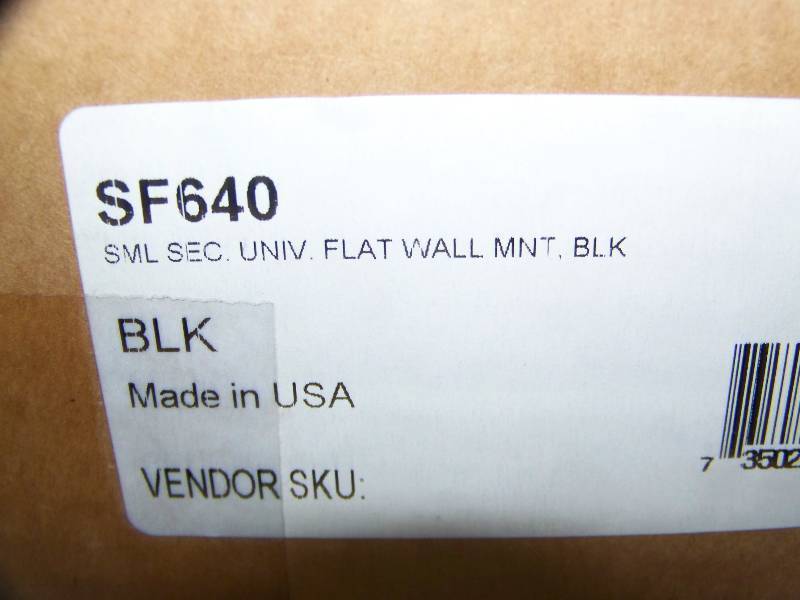 SF640
SML SEC. UNIV. FLAT WALL MNT, BLK
BLK
Made in USA
VENDOR SKU:
7 3502